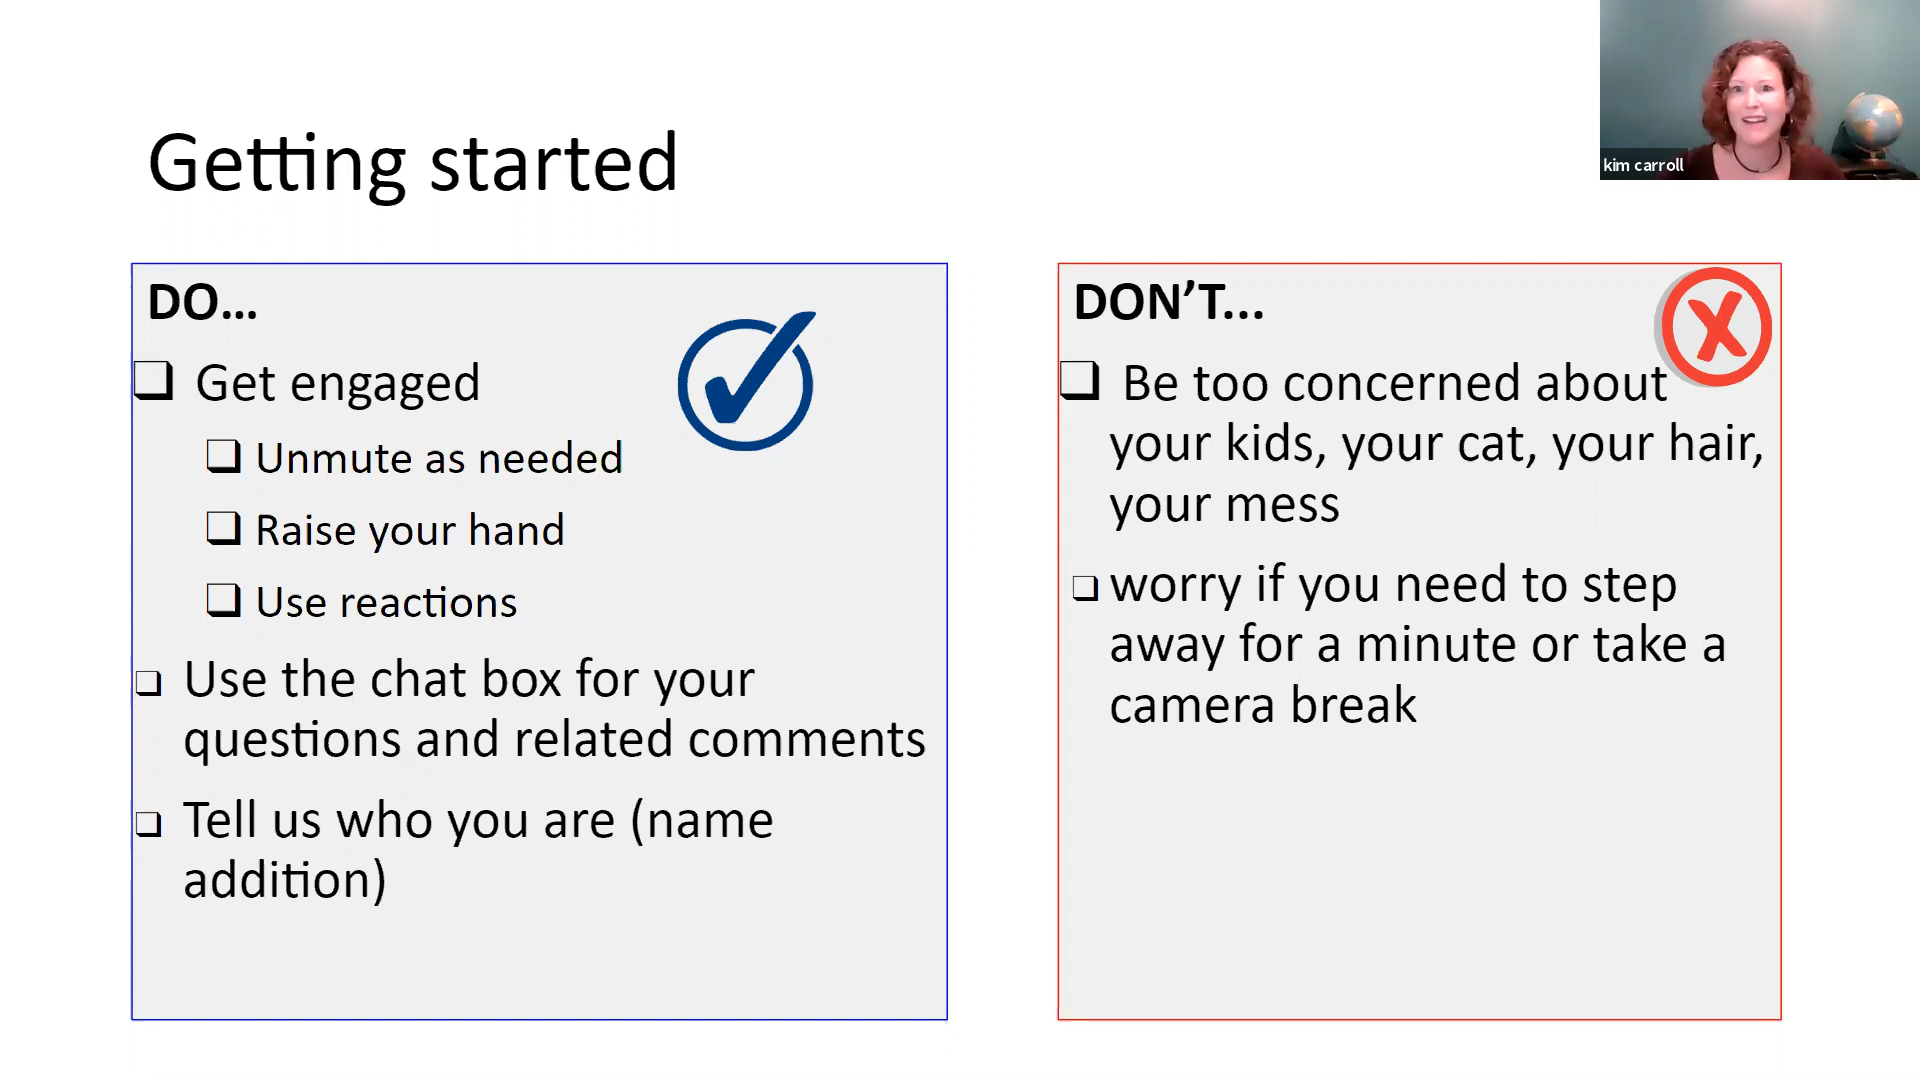 Getting started
kim carroll
DO...
❑ Get engaged
❑ Unmute as needed
❑ Raise your hand
❑ Use reactions
❑ Use the chat box for your
questions and related comments
❑ Tell us who you are (name
addition)
DON’T...
❑ Be too concerned about
your kids, your cat, your hair,
your mess
❑ worry if you need to step
away for a minute or take a
camera break